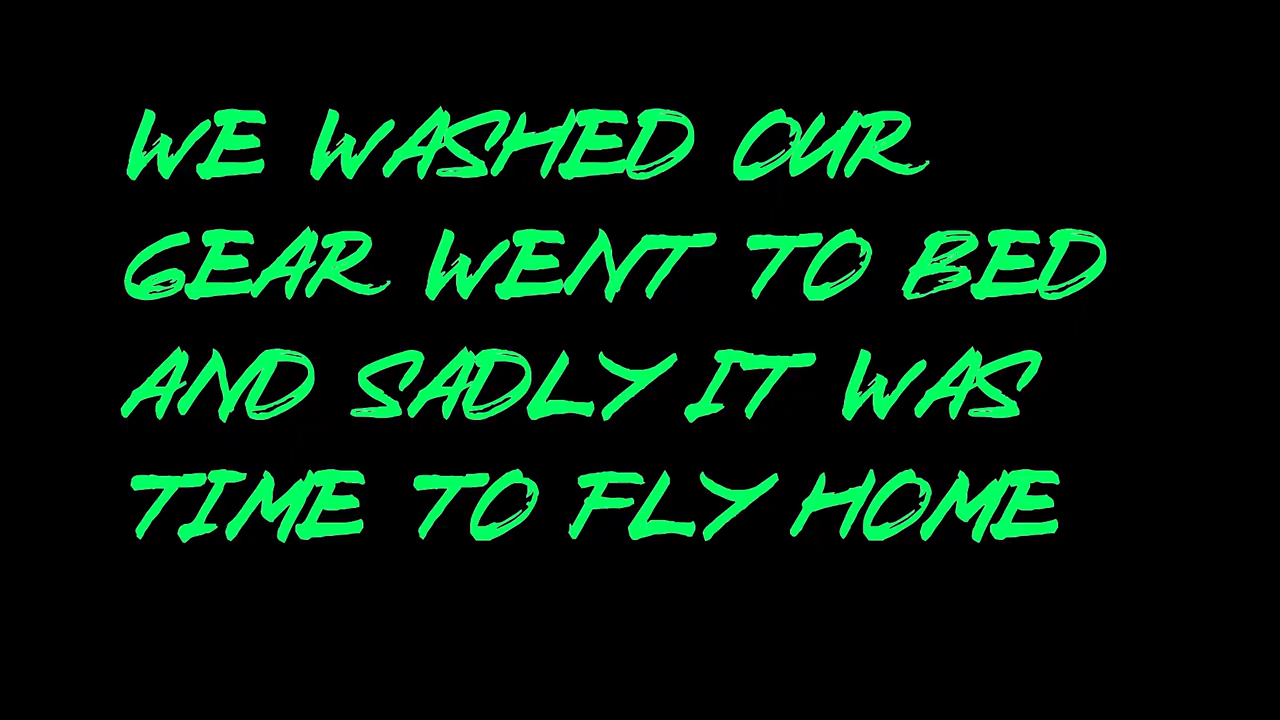 WE WASHED OUR
GEAR WENT TO BED
AND SADLY IT WAS
TIME TO FLY HOME